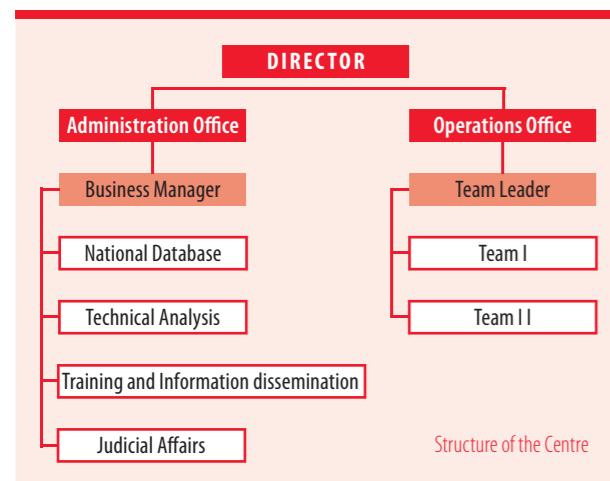 DIRECTOR
Administration Office
Operations Office
Business Manager
Team Leader
National Database
Team I
Technical Analysis
Team I I
Training and Information dissemination
Judicial Affairs
Structure of the Centre